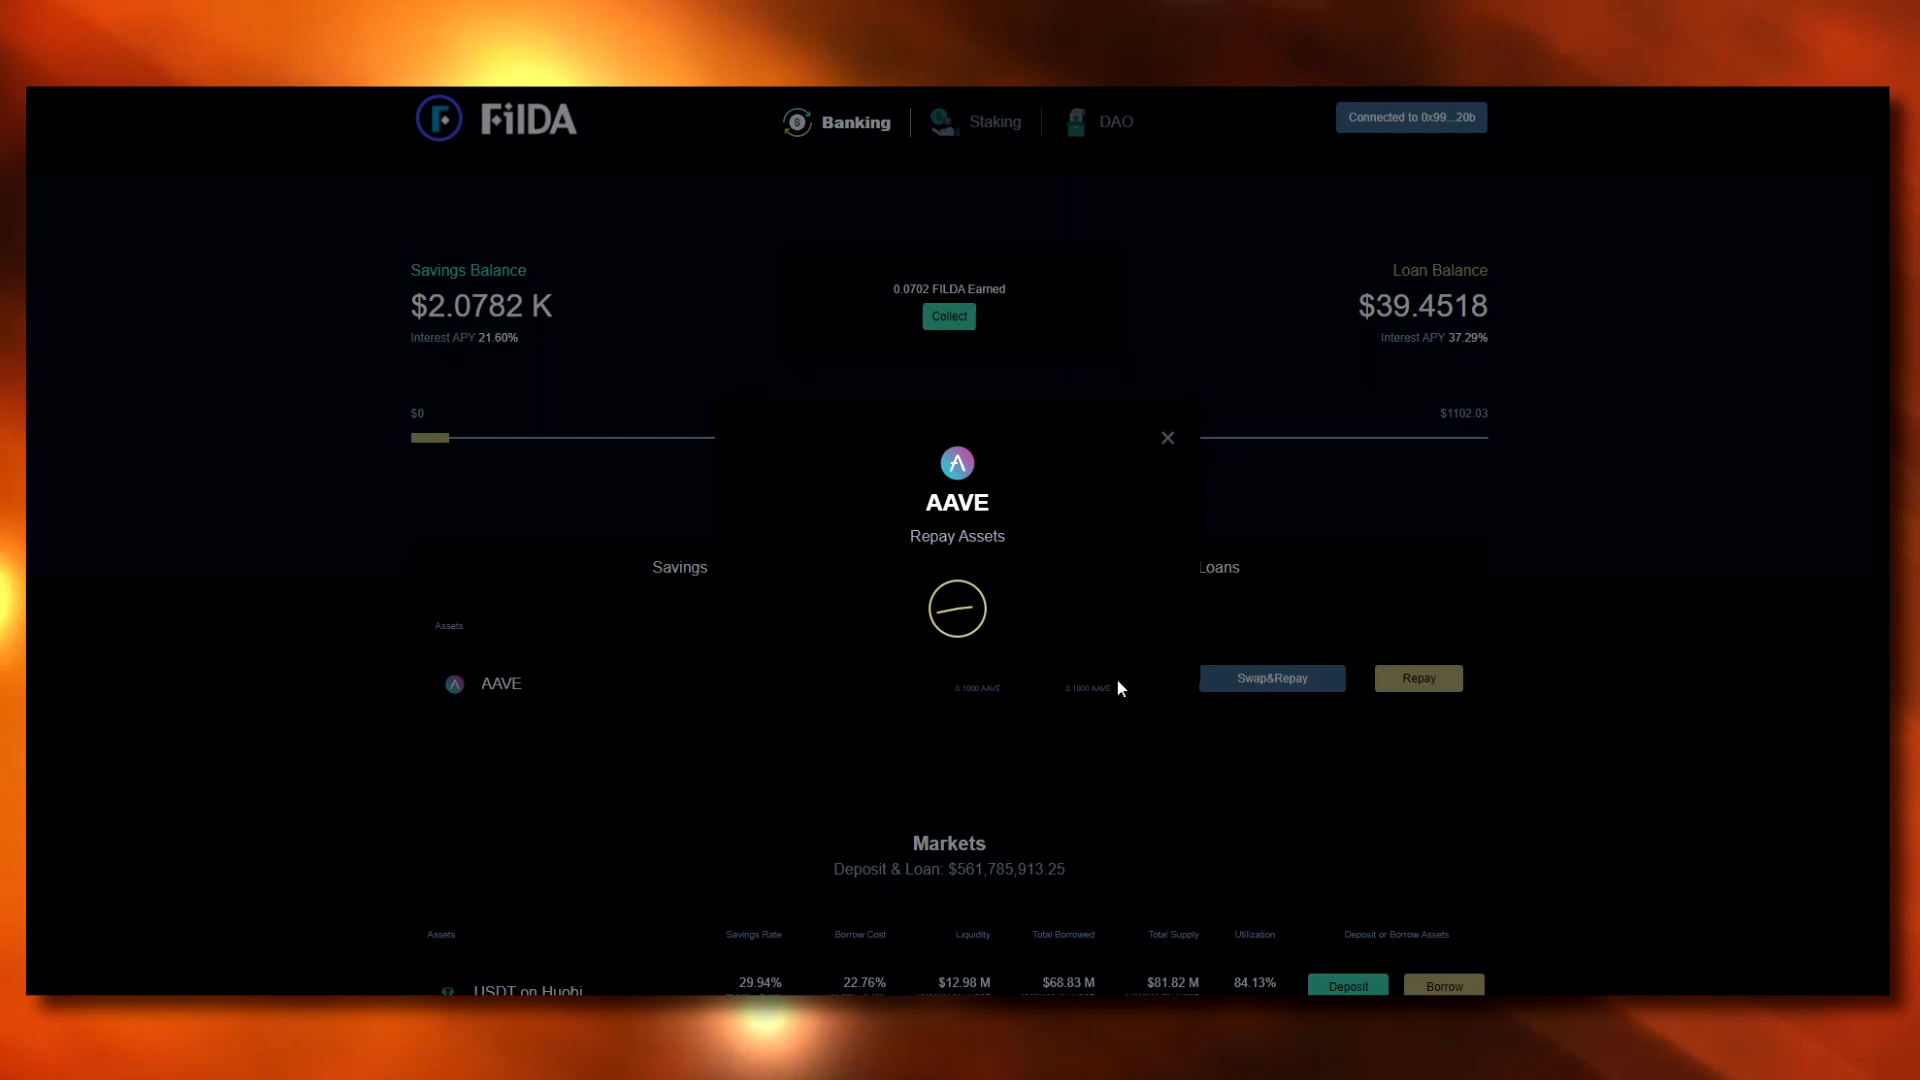 FilDA
Banking
Staking
DAO
Connected to 0x99...20b
Savings Balance
$2.0782 K
Interest APY 21.60%
0.0702 FILDA Earned
Collect
Loan Balance
$39.4518
Interest APY 37.29%
$0
$1102.03
AAVE
Repay Assets
Savings
Loans
Assets
AAVE
0.1000 AAVE
0.1000 AAVE
Swap&Repay
Repay
Markets
Deposit & Loan: $561,785,913.25
Assets
Savings Rate
Borrow Cost
Liquidity
Total Borrowed
Total Supply
Utilization
Deposit or Borrow Assets
USDT on Huobi
29.94%
22.76%
$12.98 M
$68.83 M
$81.82 M
84.13%
Deposit
Borrow